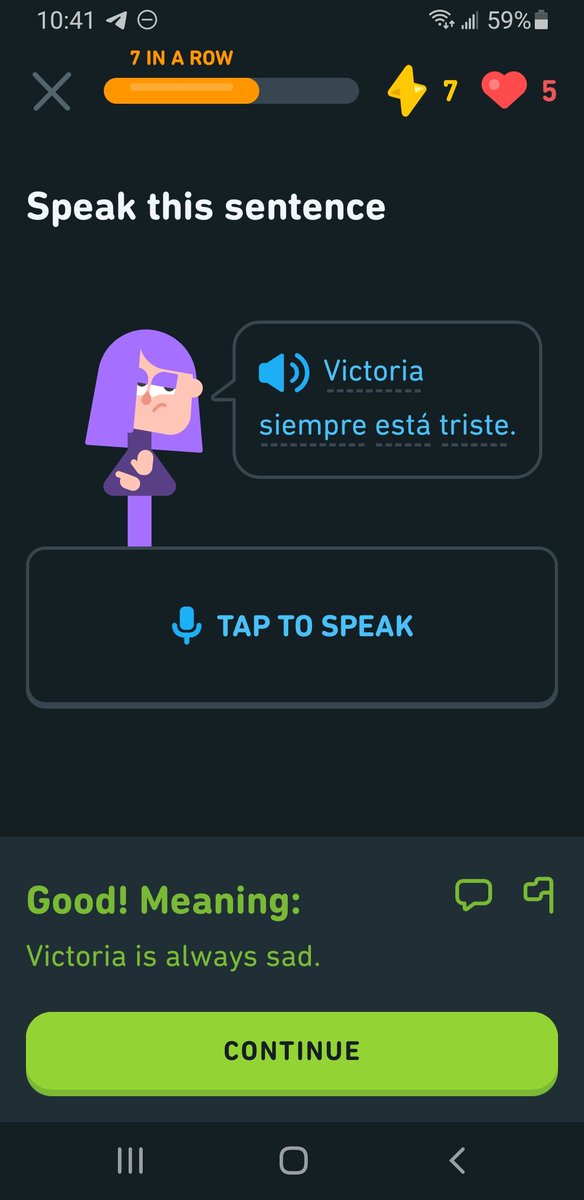 10:41 59%
7 IN A ROW
7 5
Speak this sentence
Victoria
siempre está triste.
TAP TO SPEAK
Good! Meaning:
Victoria is always sad.
CONTINUE